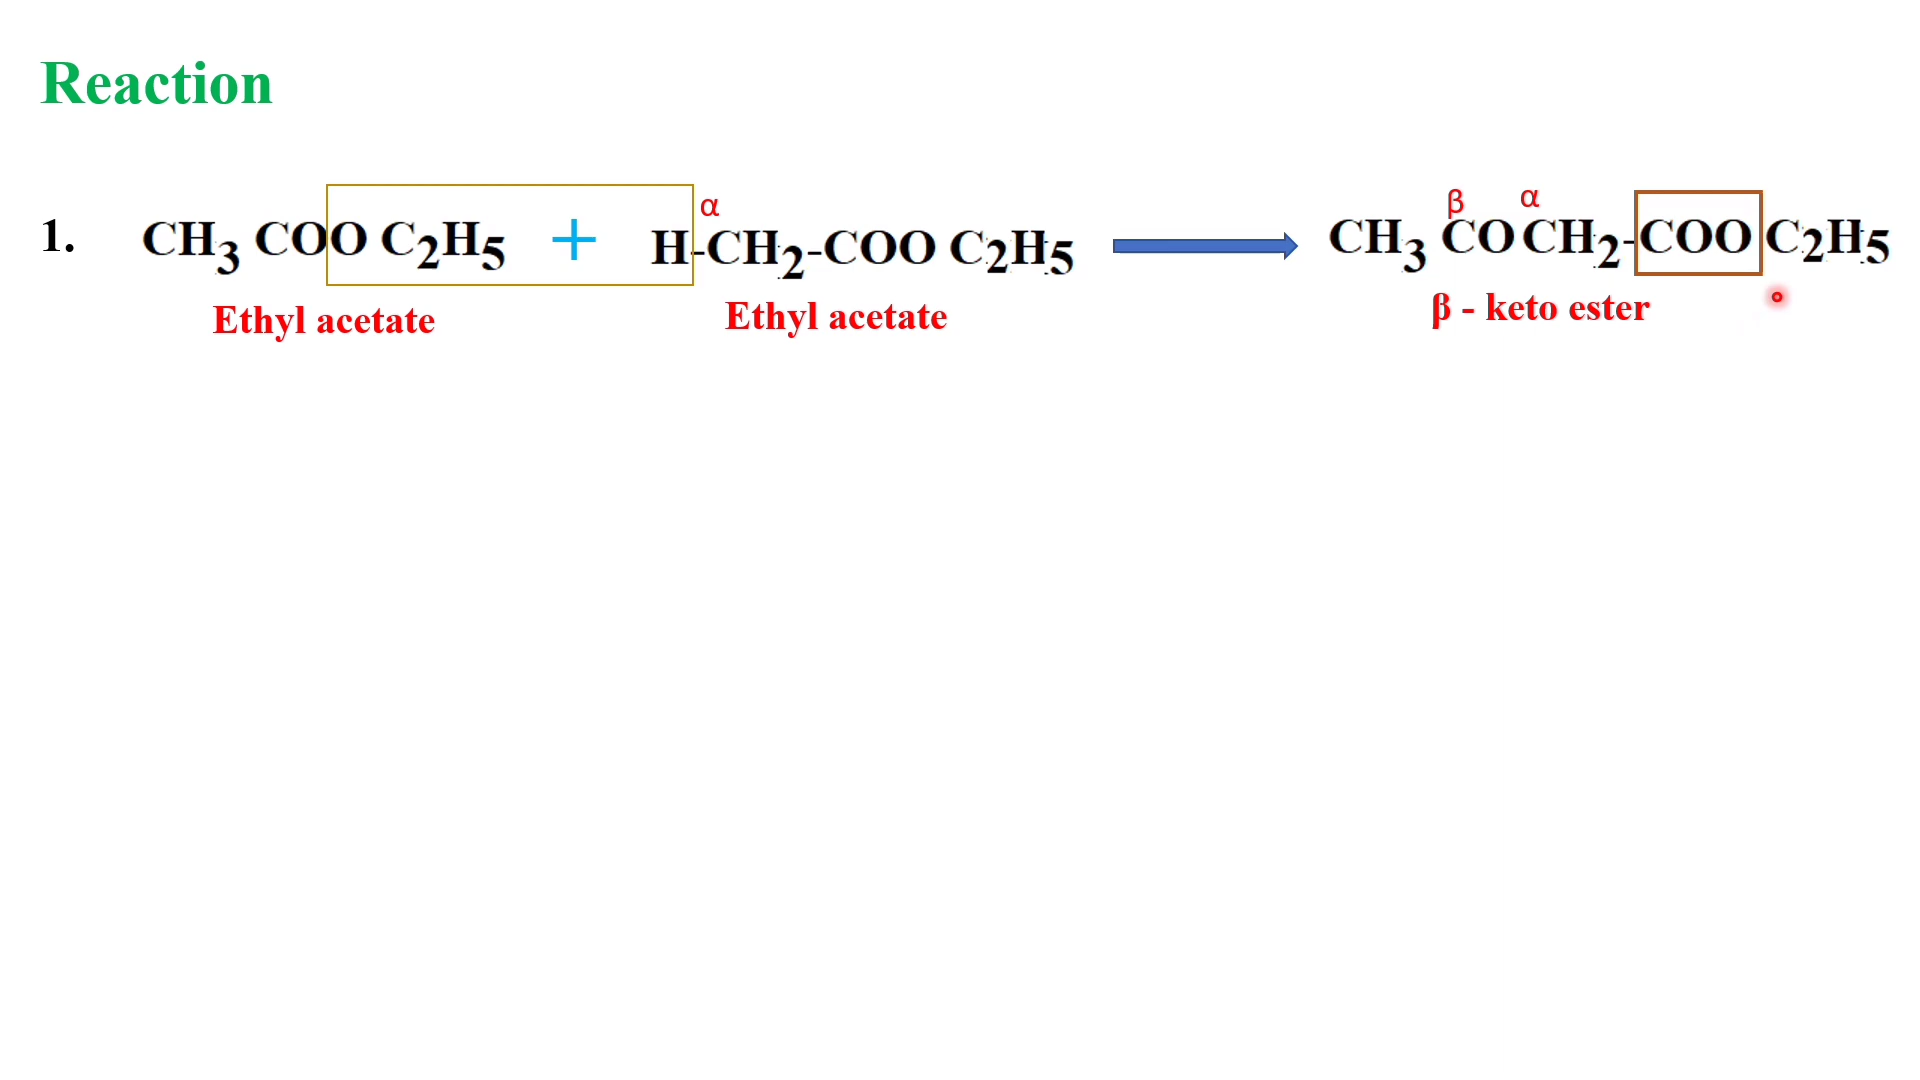 Reaction
α β α
1. CH3 COO C2H5 + H-CH2-COO C2H5 CH3 CO CH2-COO C2H5
Ethyl acetate Ethyl acetate β - keto ester